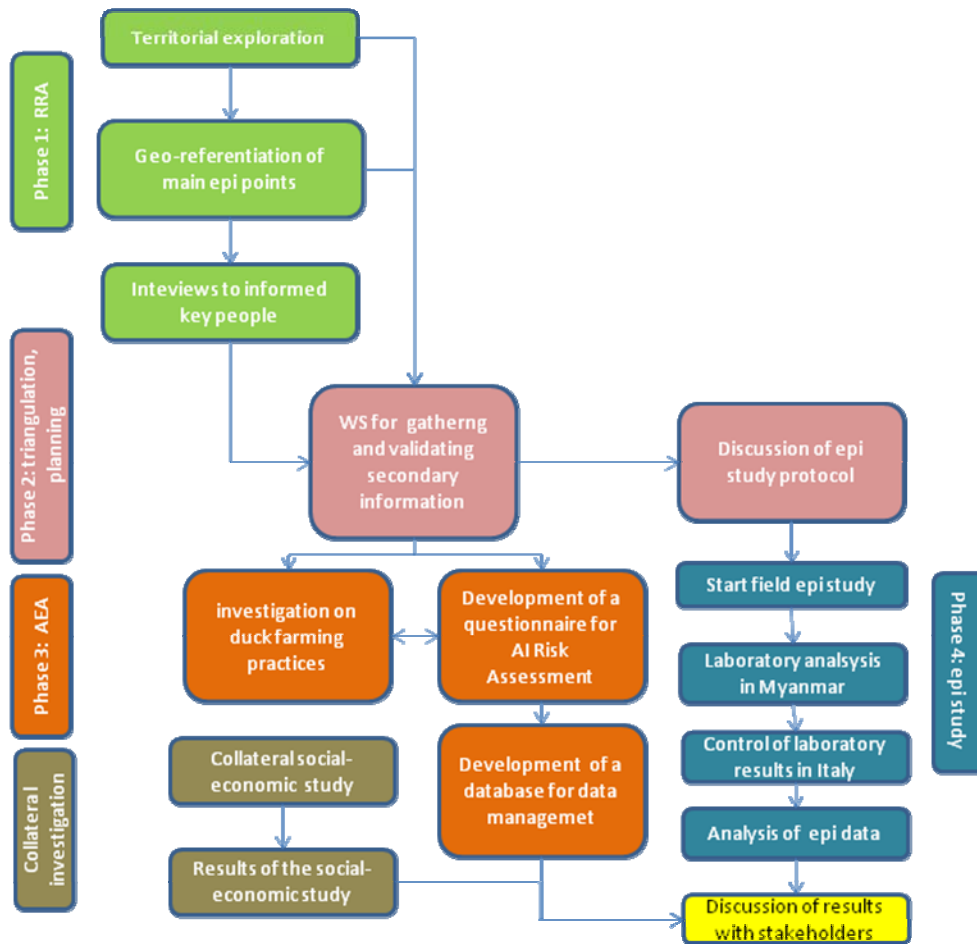 Territorial exploration
Phase 1: RRA
Geo-referentiation of
main epi points
Inteviews to informed
key people
Phase 2: triangulation,
planning
WS for gatherng
and validating
secondary
information
Discussion of epi
study protocol
Phase 3: AEA
investigation on
duck farming
practices
Development of a
questionnaire for
AI Risk
Assessment
Start field epi study
Laboratory analsysis
in Myanmar
Phase 4: epi study
Collateral
investigation
Collateral social-
economic study
Development of a
database for data
managemet
Control of laboratory
results in Italy
Results of the social-
economic study
Analysis of epi data
Discussion of results
with stakeholders